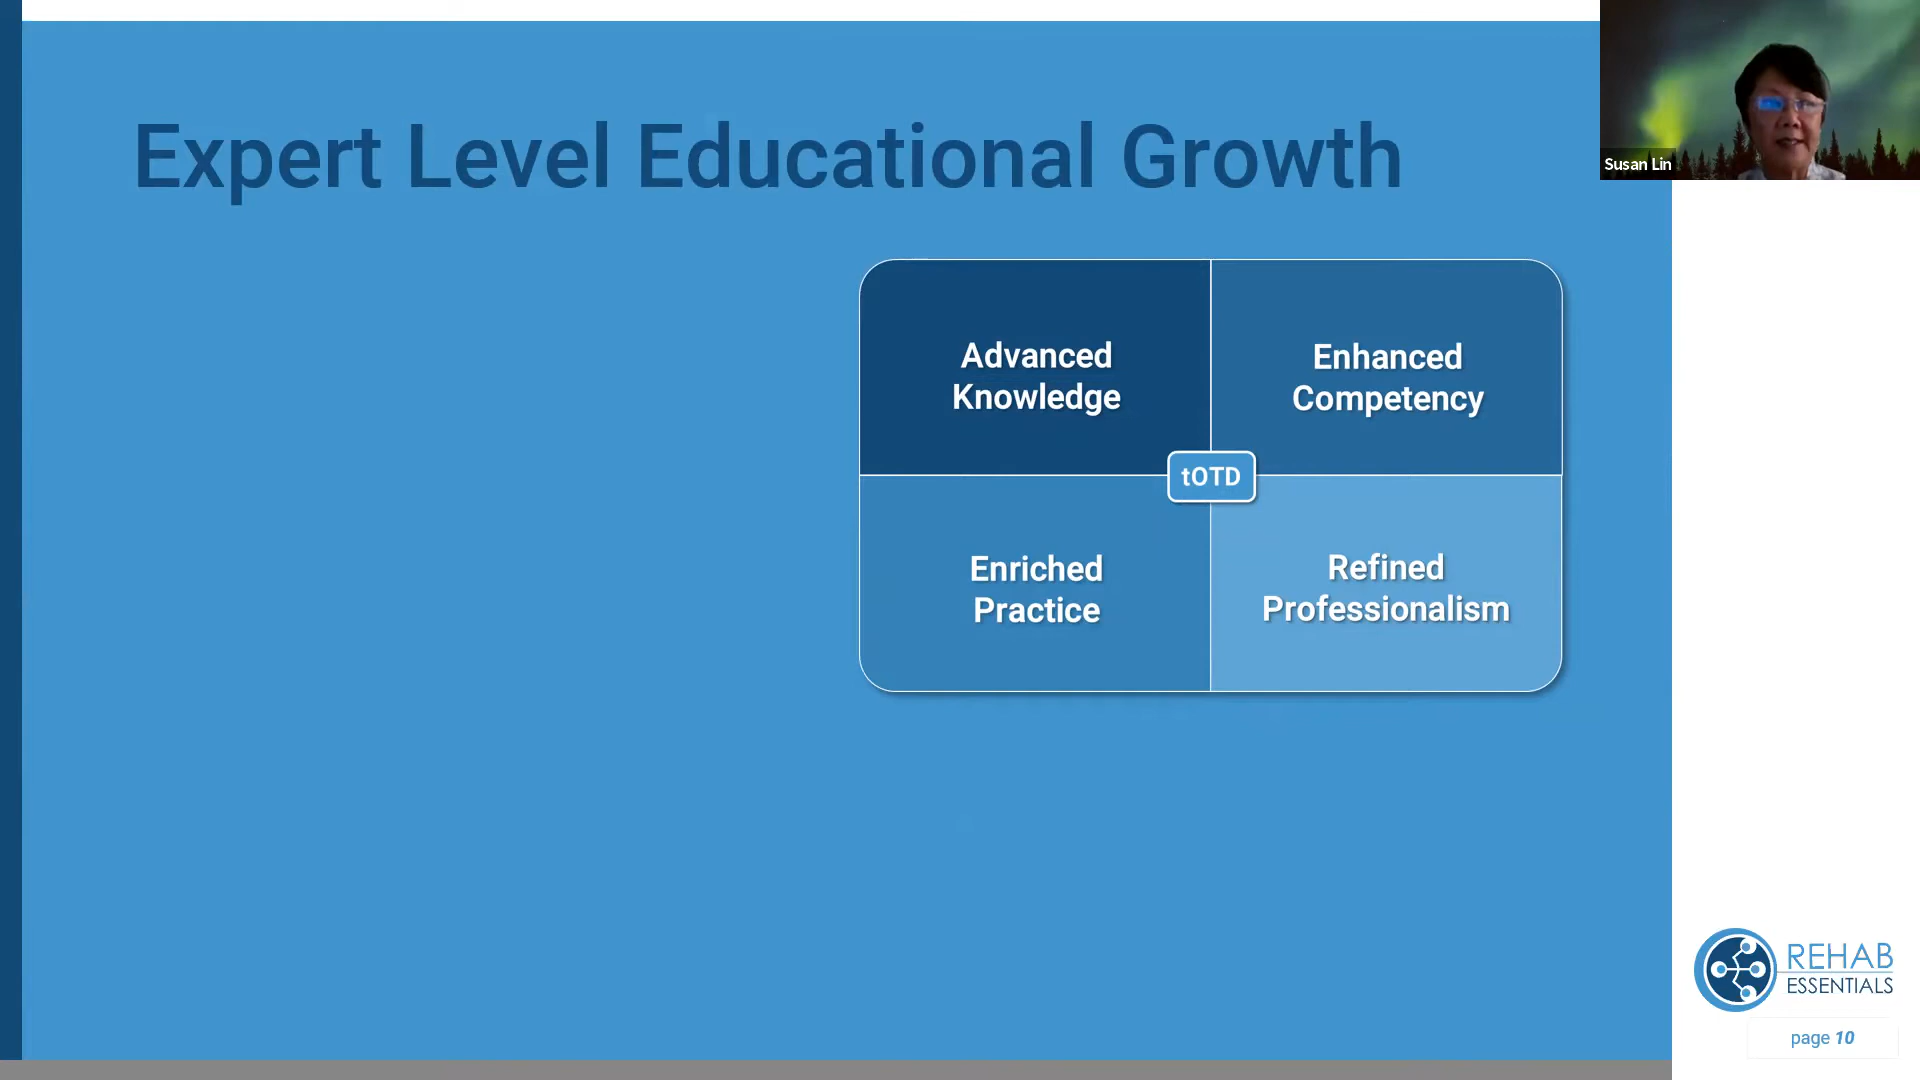 Expert Level Educational Growth
Susan Lin
Advanced
Knowledge
Enhanced
Competency
tOTD
Enriched
Practice
Refined
Professionalism
REHAB
ESSENTIALS
page 10